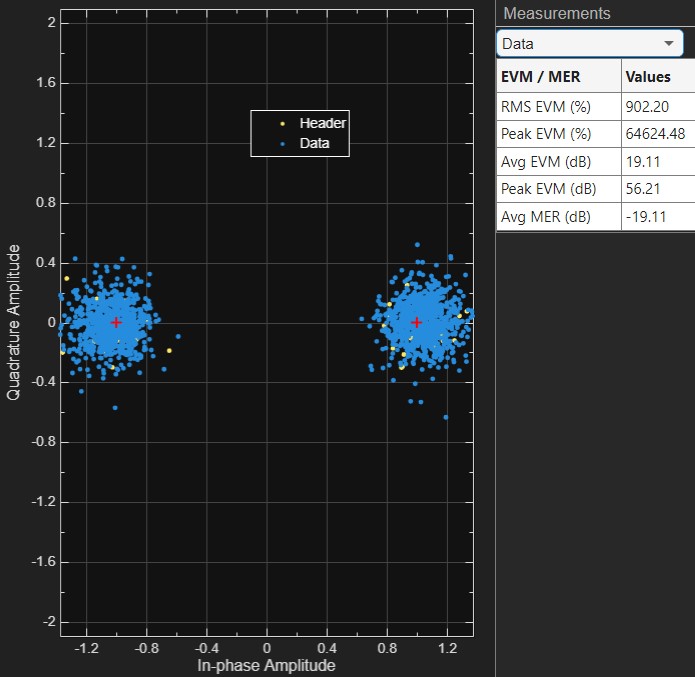 Measurements
Data
EVM / MER Values
RMS EVM (%) 902.20
Peak EVM (%) 64624.48
Avg EVM (dB) 19.11
Peak EVM (dB) 56.21
Avg MER (dB) -19.11
Header
Data
2
1.6
1.2
0.8
0.4
0
-0.4
-0.8
-1.2
-1.6
-2
Quadrature Amplitude
-1.2 -0.8 -0.4 0 0.4 0.8 1.2
In-phase Amplitude